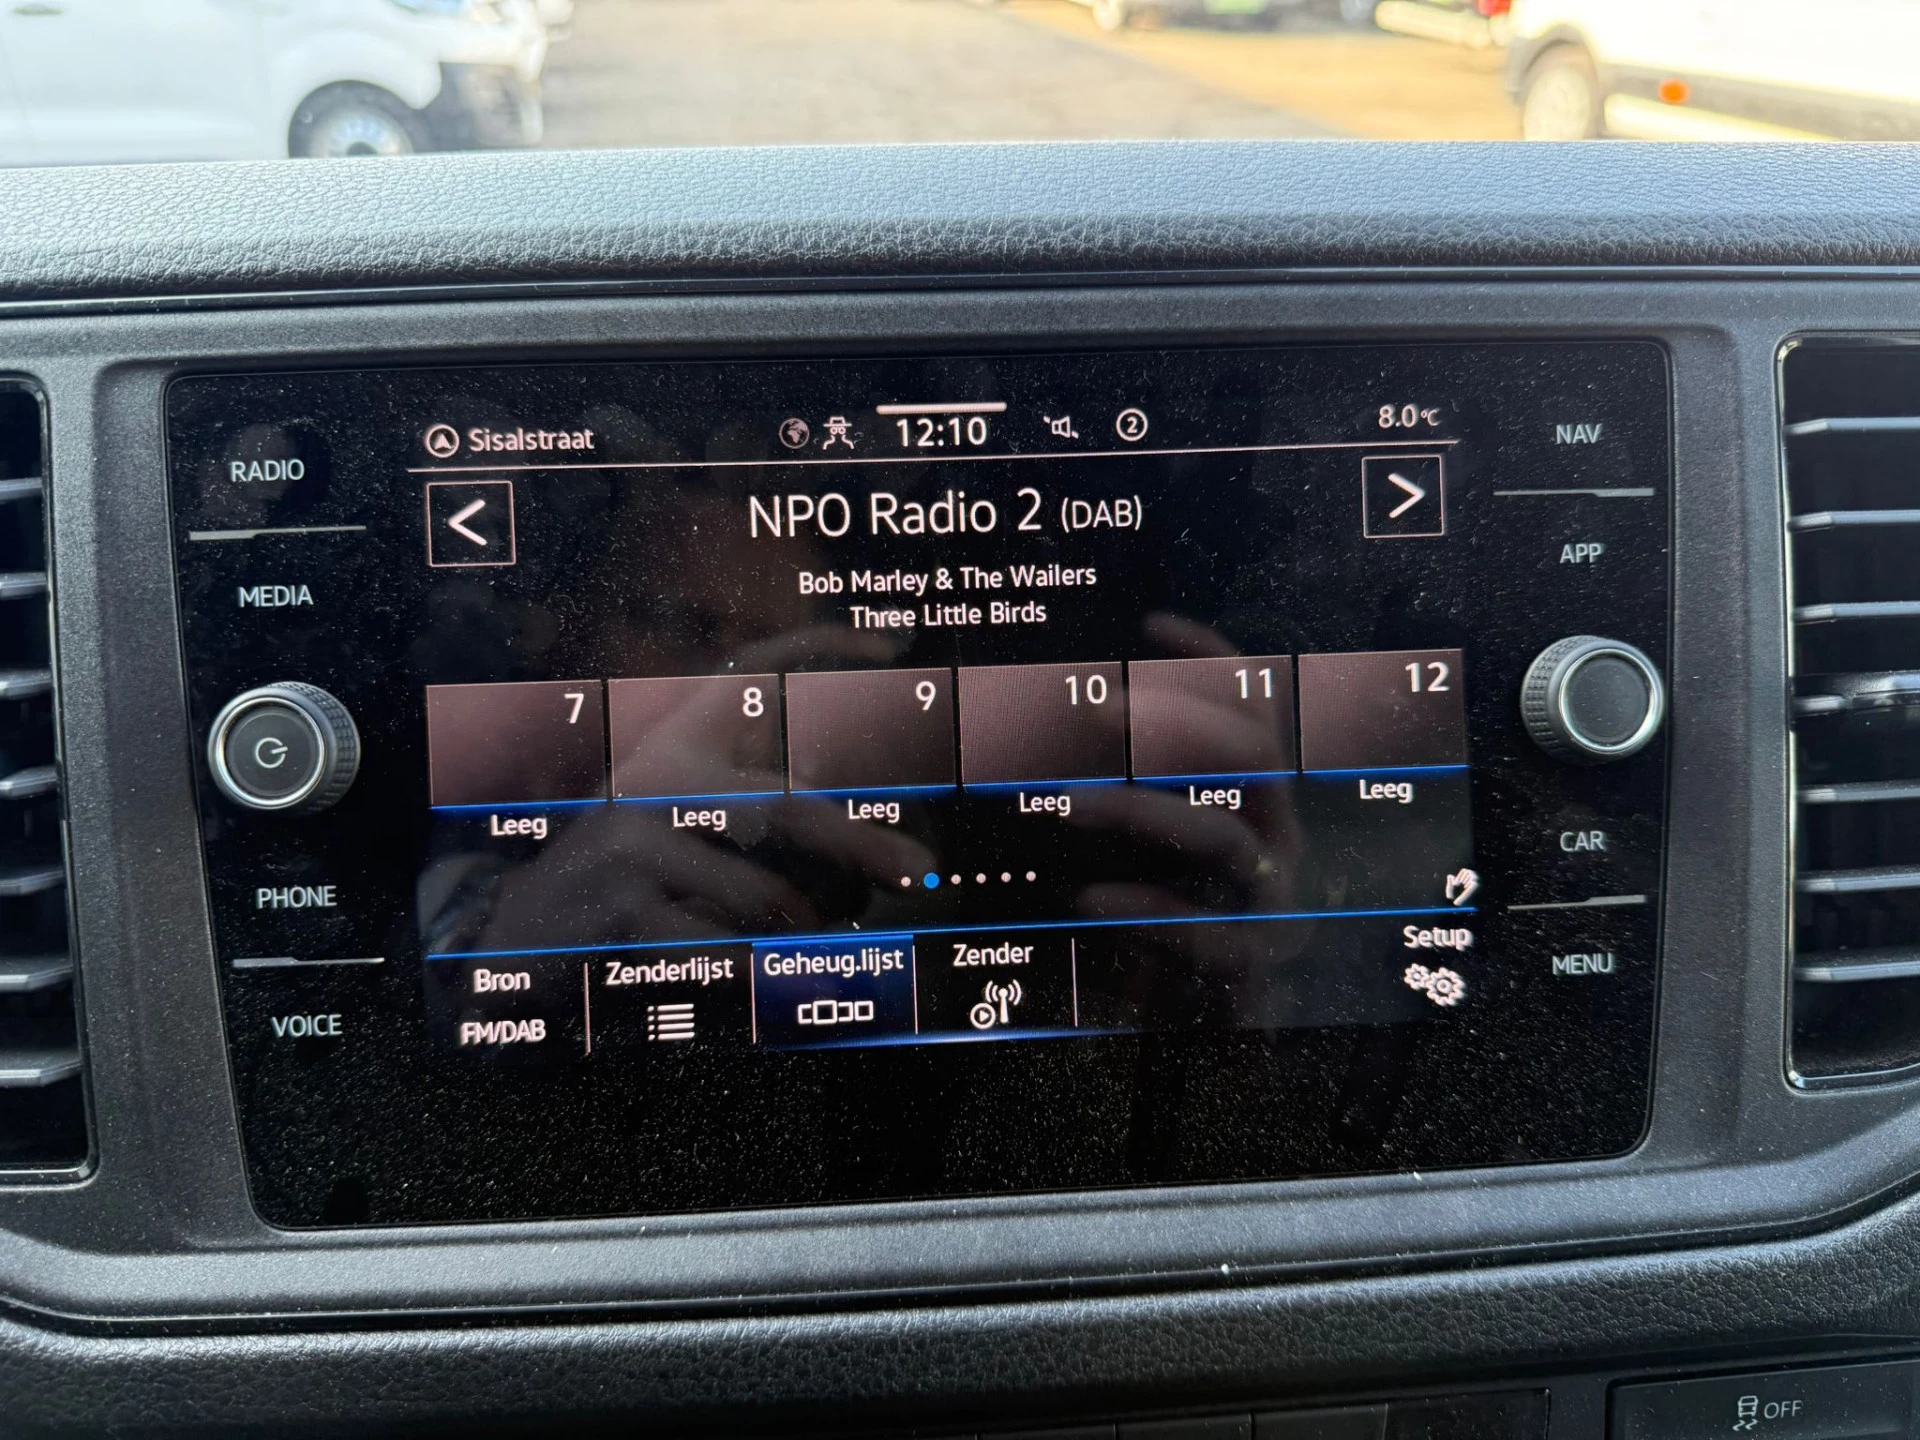 Sisalstraat
12:10
2
8.0°C
NAV
RADIO
<
NPO Radio 2 (DAB)
>
APP
MEDIA
Bob Marley & The Wailers
Three Little Birds
7 8 9 10 11 12
Leeg Leeg Leeg Leeg Leeg Leeg
CAR
PHONE
Bron
Zenderlijst
Geheug.lijst
Zender
Setup
MENU
VOICE
FM/DAB
OFF